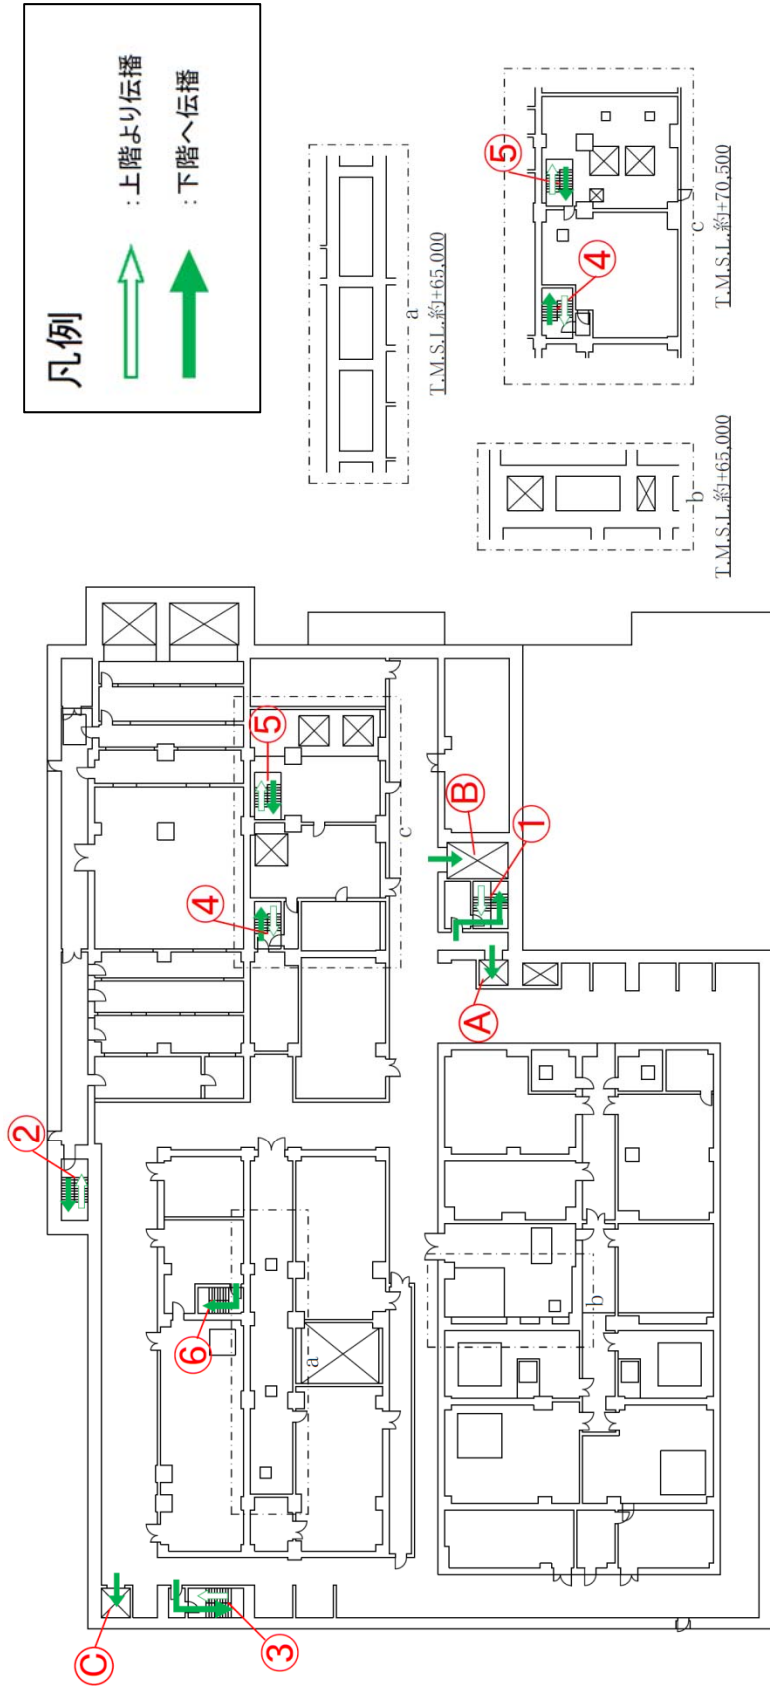 凡例
：上階より伝播
：下階へ伝播
a
T.M.S.L.約+65,000
b
T.M.S.L.約+65,000
⑤
④
c
T.M.S.L.約+70,500
②
⑤
④
c
Ⓑ
①
Ⓐ
⑥
a
b
Ⓒ
③